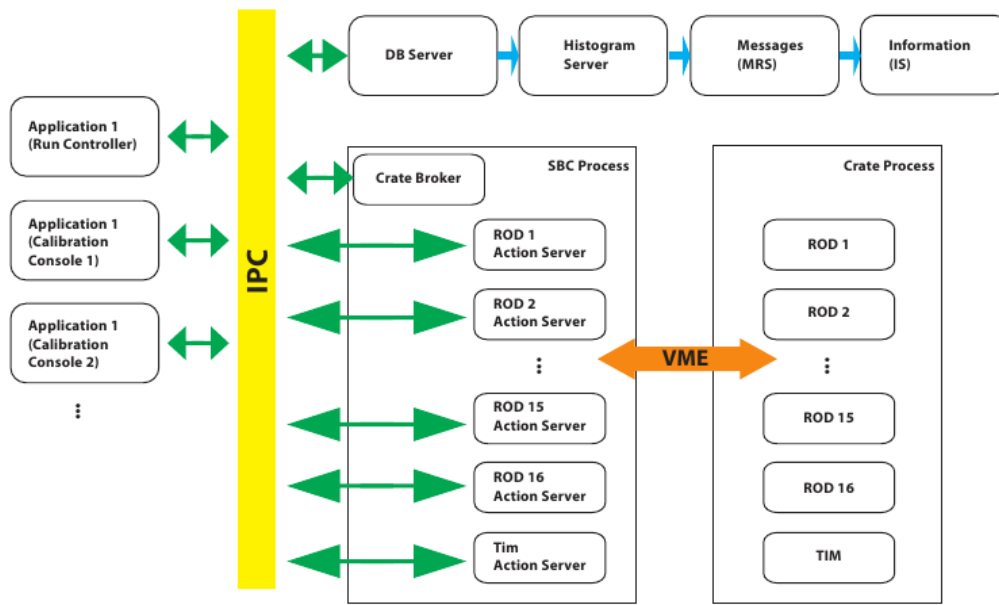 DB Server
Histogram
Server
Messages
(MRS)
Information
(IS)
Application 1
(Run Controller)
Application 1
(Calibration
Console 1)
Application 1
(Calibration
Console 2)
IPC
SBC Process
Crate Broker
ROD 1
Action Server
ROD 2
Action Server
ROD 15
Action Server
ROD 16
Action Server
Tim
Action Server
VME
Crate Process
ROD 1
ROD 2
ROD 15
ROD 16
TIM